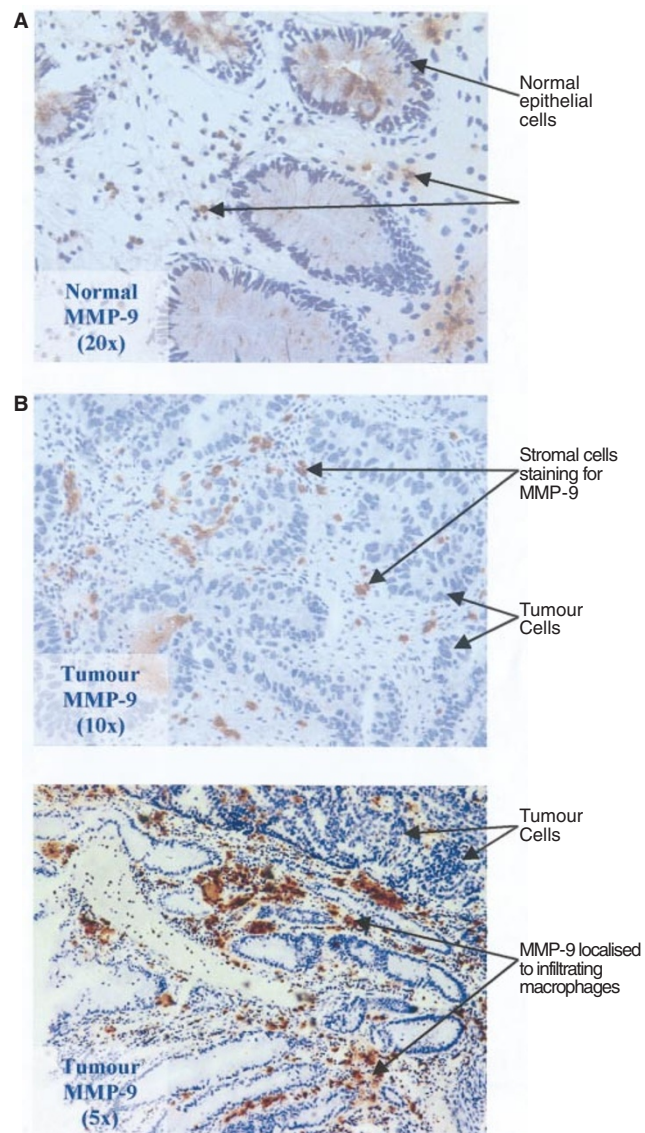 A
Normal
epithelial
cells
Normal
MMP-9
(20x)
B
Stromal cells
staining for
MMP-9
Tumour
Cells
Tumour
MMP-9
(10x)
Tumour
Cells
MMP-9 localised
to infiltrating
macrophages
Tumour
MMP-9
(5x)